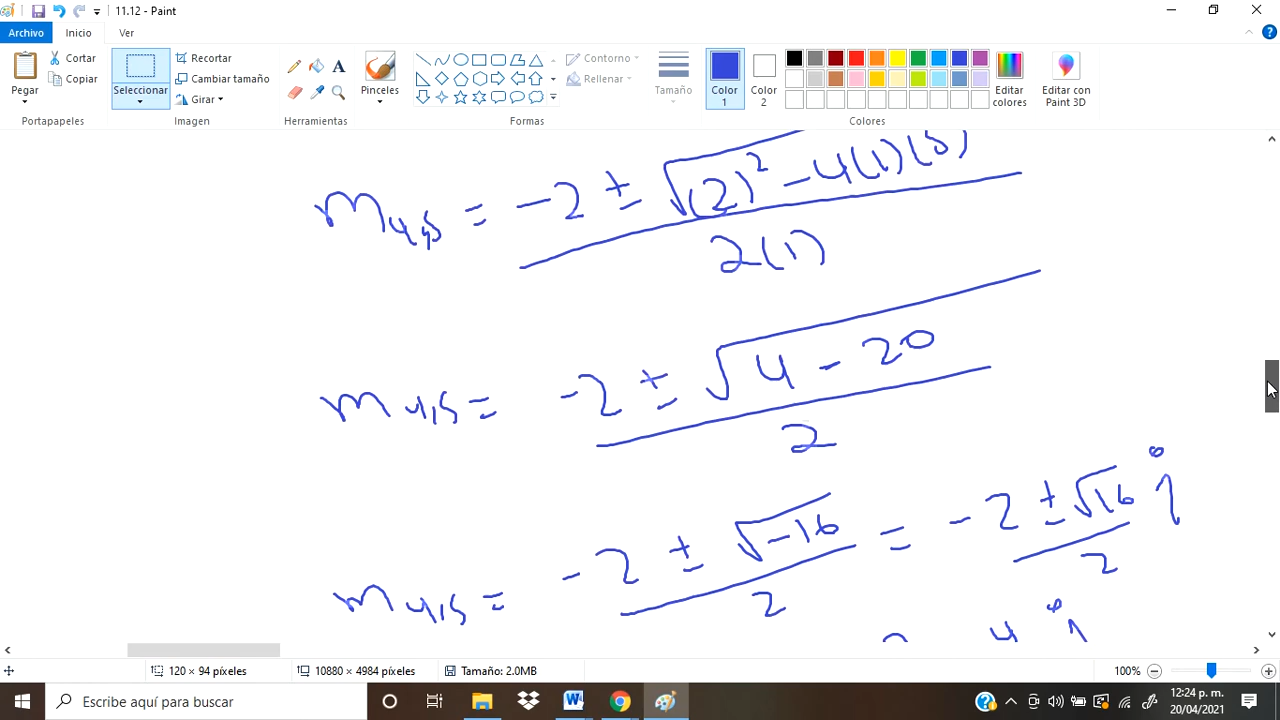 11.12 - Paint
Archivo Inicio Ver
Pegar
Cortar
Copiar
Portapapeles
Seleccionar
Recortar
Cambiar tamaño
Girar
Imagen
A
Herramientas
Pinceles
Contorno
Rellenar
Formas
Tamaño
Color 1
Color 2
Editar colores
Editar con Paint 3D
Colores
m4,5 = -2 ± √(2)² - 4(1)(5)
2(1)
m4,5 = -2 ± √4 - 20
2
m4,5 = -2 ± √-16 = -2 ± √16 i
2 2
4 i
120 × 94 píxeles 10880 × 4984 píxeles Tamaño: 2.0MB 100%
Escribe aquí para buscar
12:24 p. m.
20/04/2021